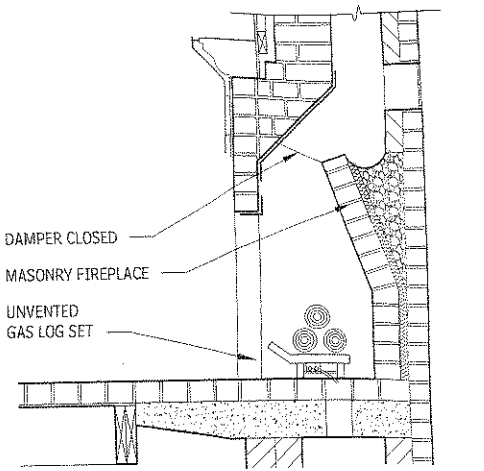 DAMPER CLOSED
MASONRY FIREPLACE
UNVENTED
GAS LOG SET